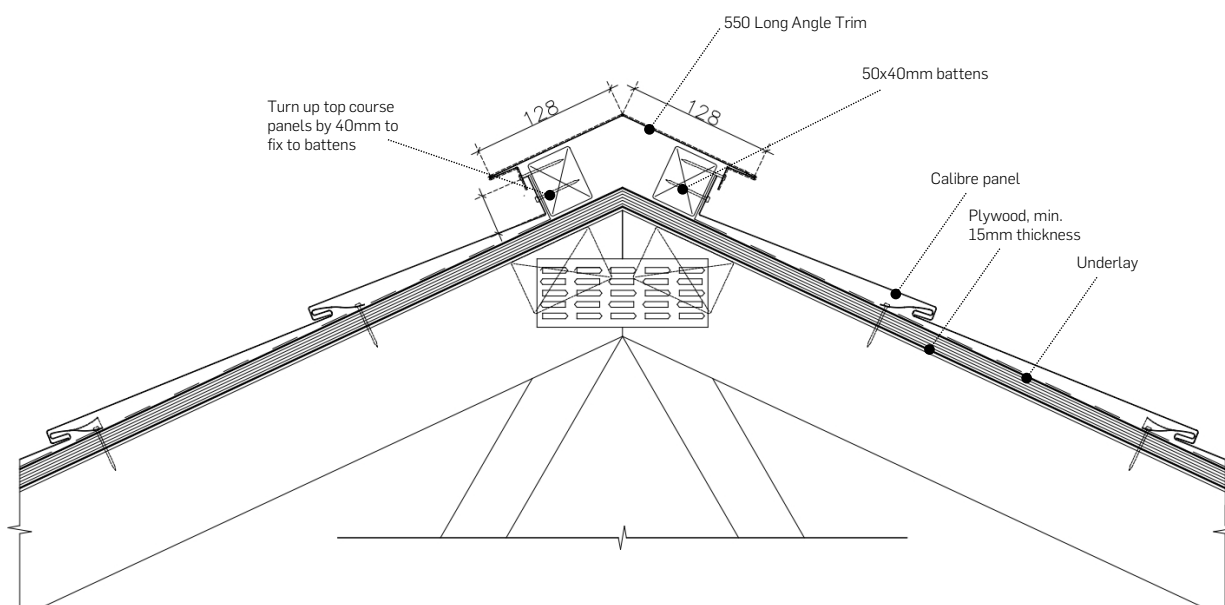 550 Long Angle Trim
50x40mm battens
128
128
Turn up top course
panels by 40mm to
fix to battens
Calibre panel
Plywood, min.
15mm thickness
Underlay